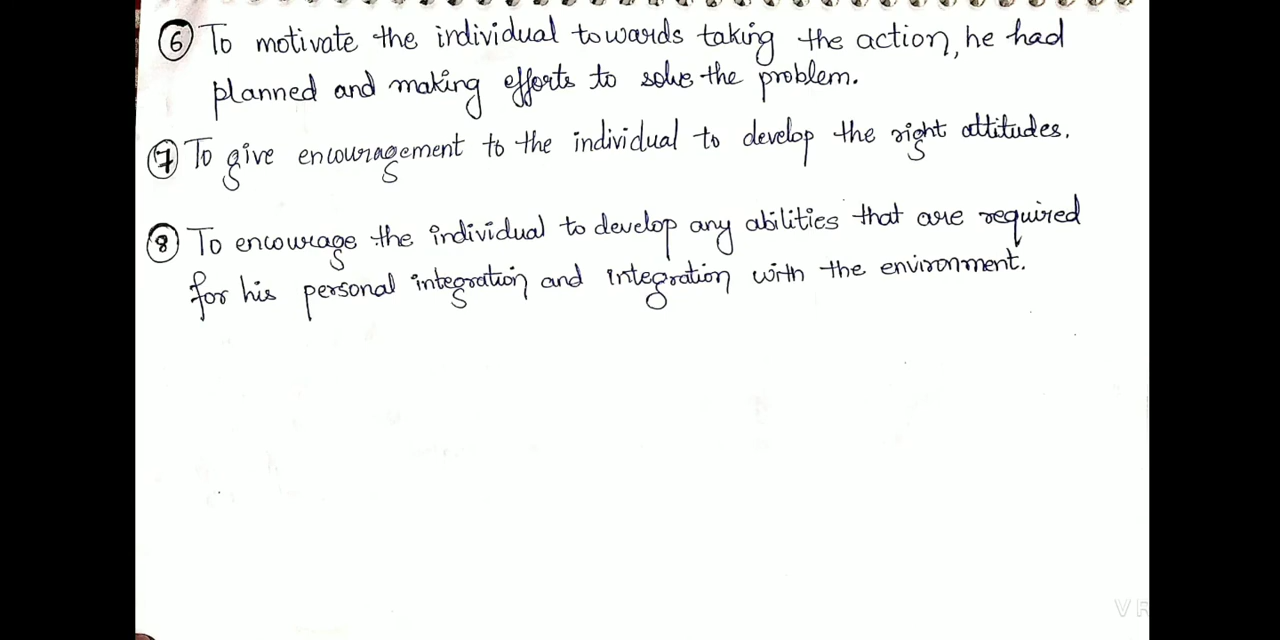 ⑥ To motivate the individual towards taking the action, he had
planned and making efforts to solve the problem.
⑦ To give encouragement to the individual to develop the right attitudes.
⑧ To encourage the individual to develop any abilities that are required
for his personal integration and integration with the environment.
VR